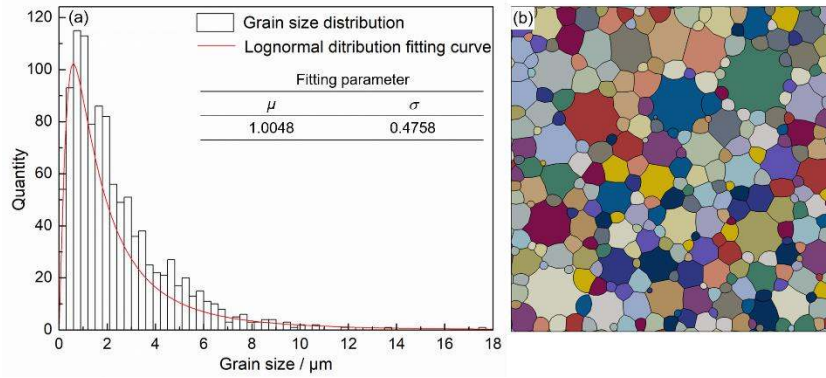 (a)
Grain size distribution
Lognormal ditribution fitting curve
Fitting parameter
μ σ
1.0048 0.4758
120
100
80
60
40
20
0
Quantity
0 2 4 6 8 10 12 14 16 18
Grain size / μm
(b)